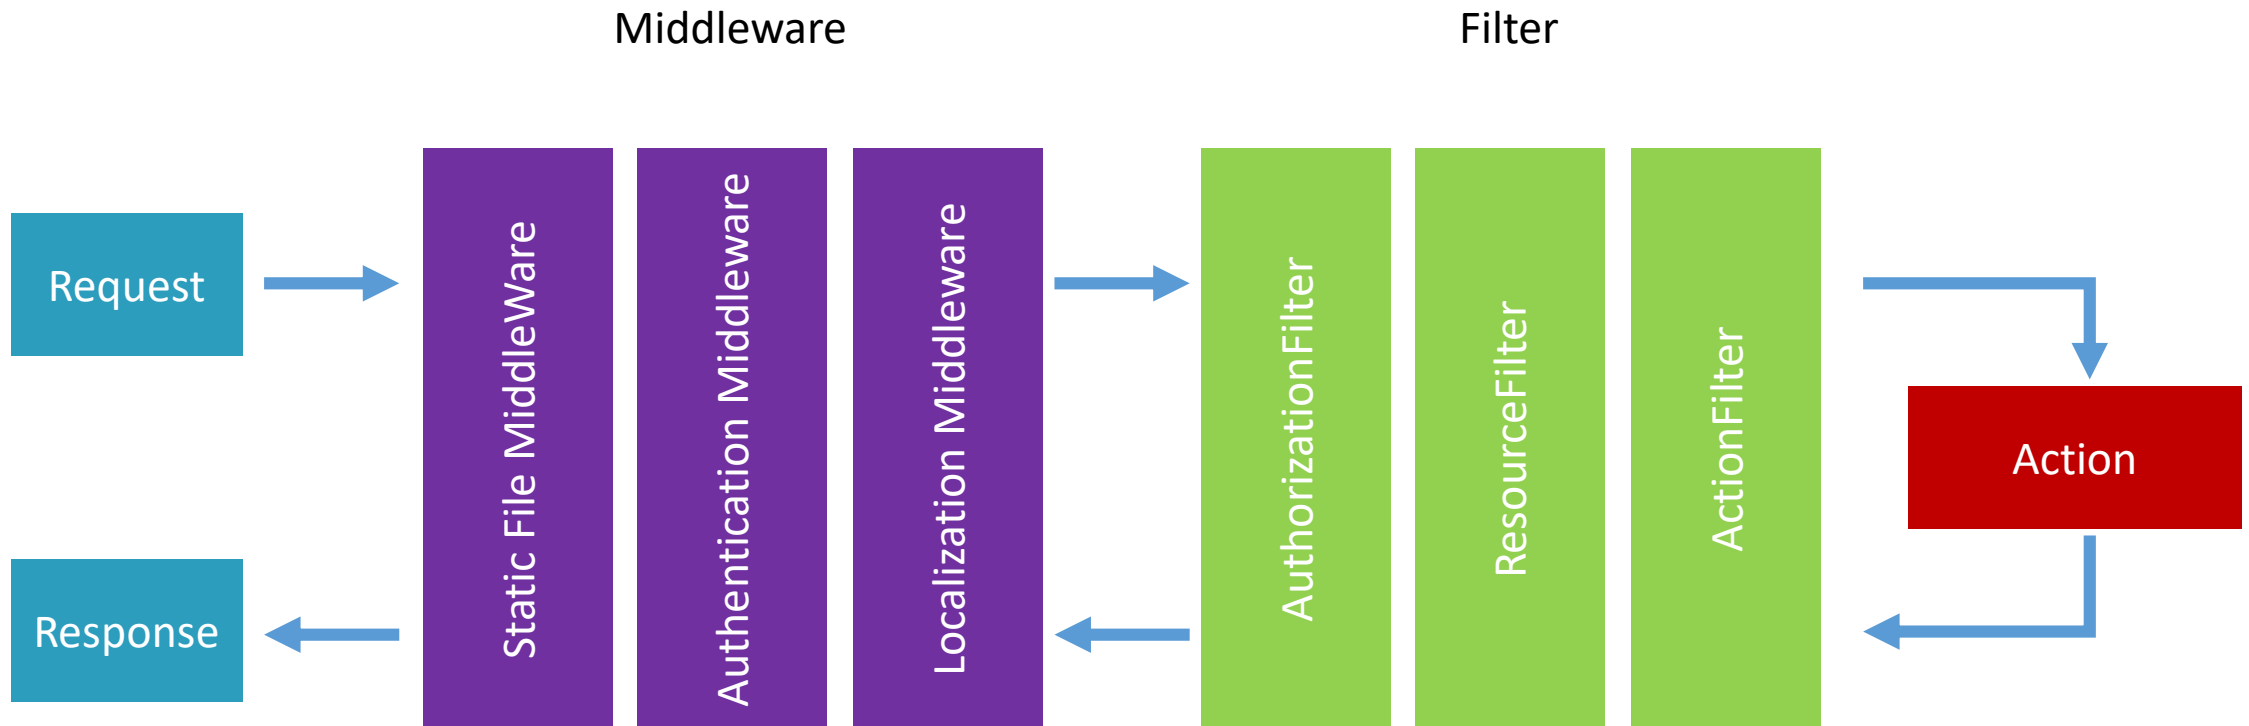 Middleware
Filter
Request
Response
Static File MiddleWare
Authentication Middleware
Localization Middleware
AuthorizationFilter
ResourceFilter
ActionFilter
Action